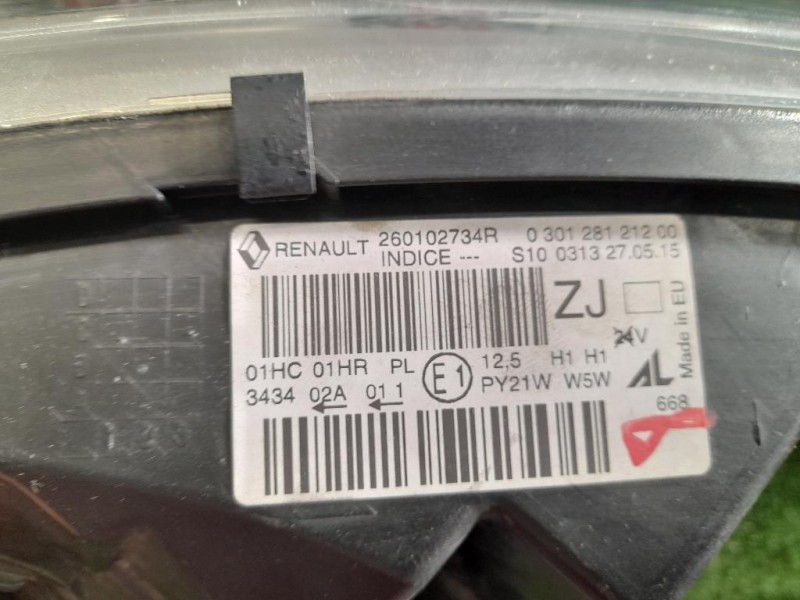 RENAULT 260102734R 0 301 281 212 00
INDICE --- S10 0313 27.05.15
ZJ
24V
Made in EU
01HC 01HR PL E1 12,5 H1 H1
3434 02A 01 1 PY21W W5W AL
668